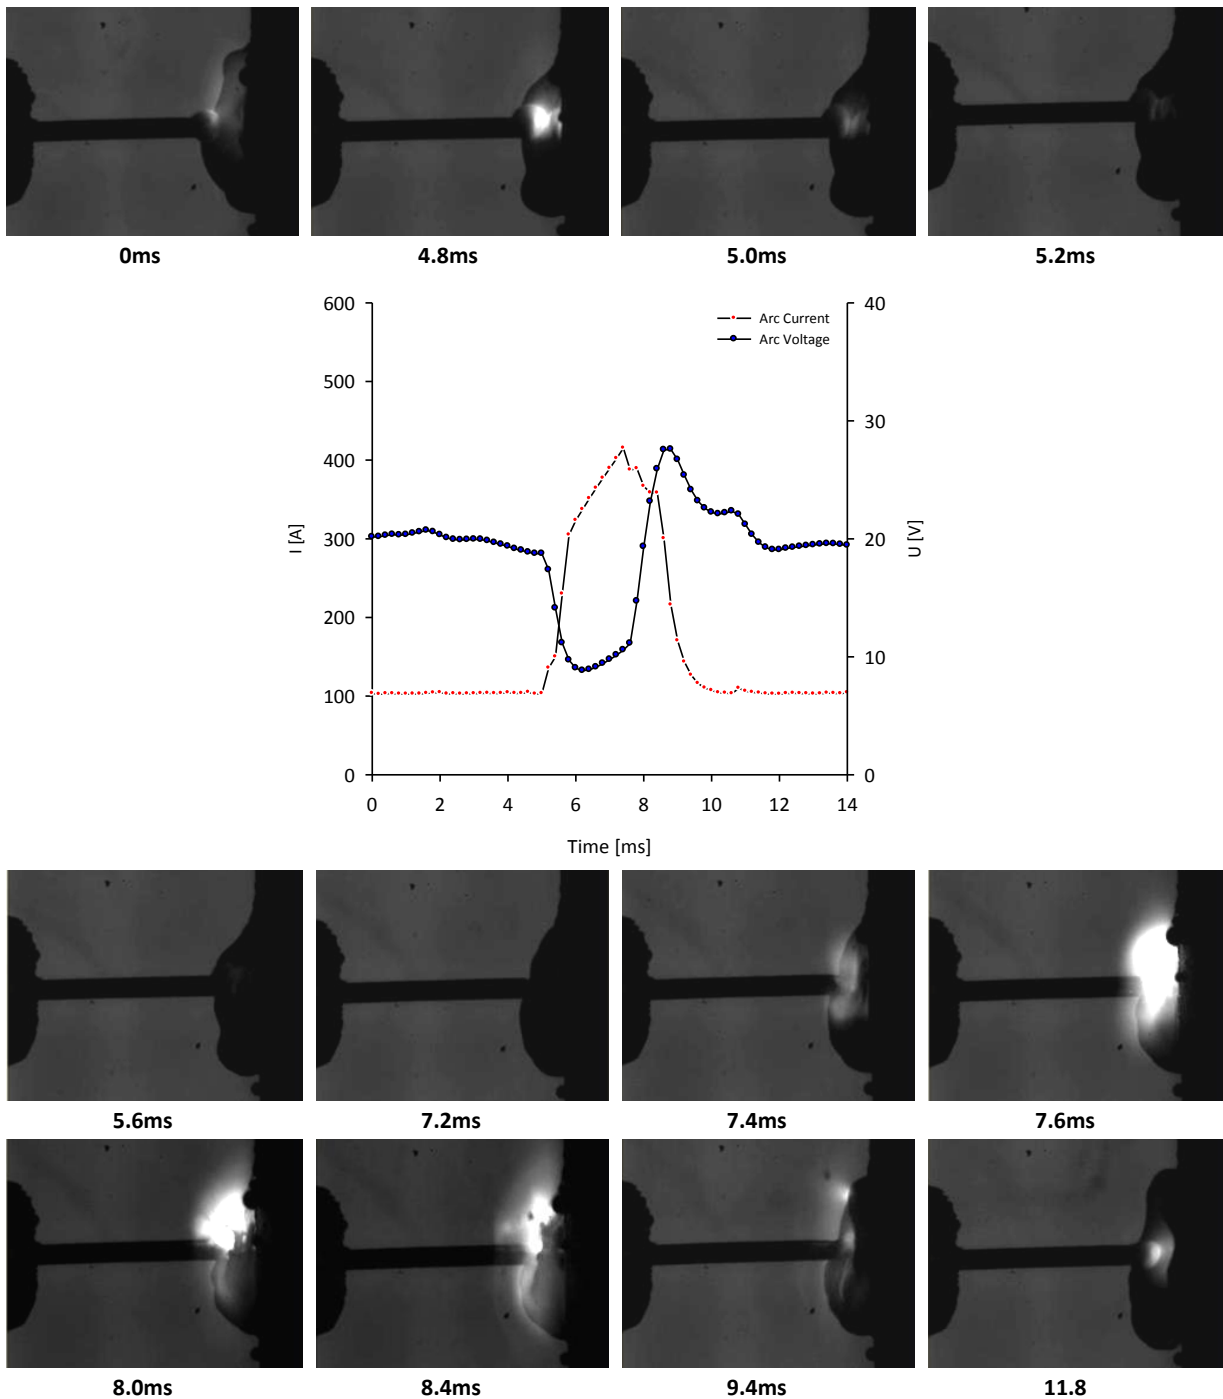 0ms
4.8ms
5.0ms
5.2ms
600
500
400
300
200
100
0
I [A]
40
30
20
10
0
U [V]
Arc Current
Arc Voltage
0 2 4 6 8 10 12 14
Time [ms]
5.6ms
7.2ms
7.4ms
7.6ms
8.0ms
8.4ms
9.4ms
11.8